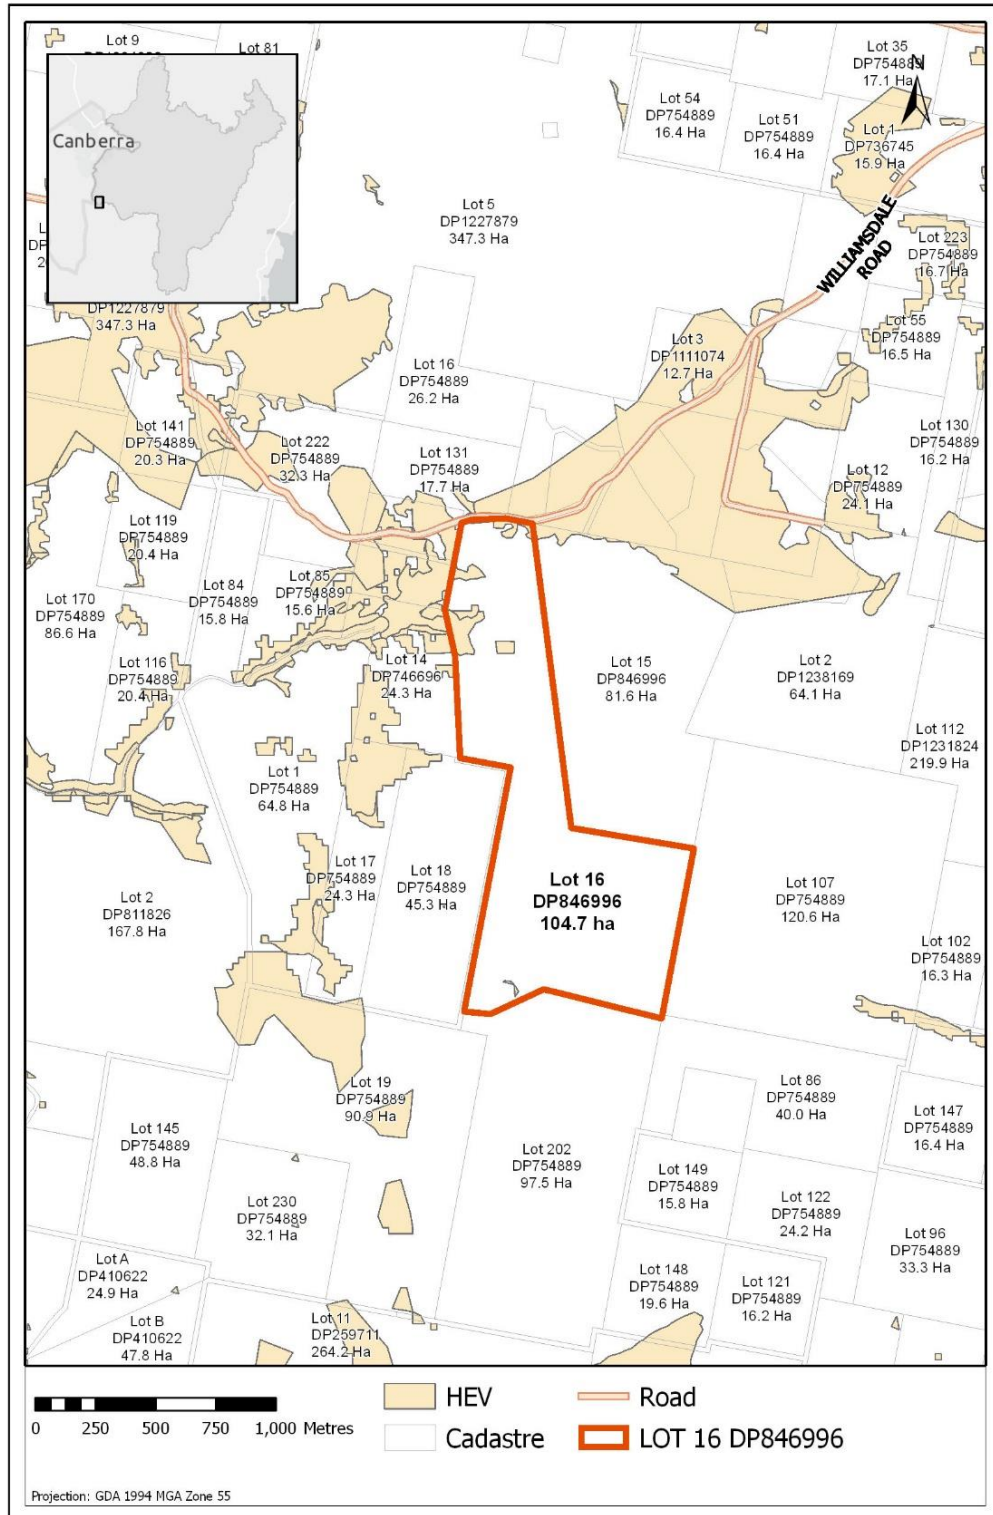 Lot 9
Lot 81
Canberra
Lot 35
DP754889
17.1 Ha
N
Lot 54
DP754889
16.4 Ha
Lot 51
DP754889
16.4 Ha
Lot 1
DP736745
15.9 Ha
Lot 5
DP1227879
347.3 Ha
WILLIAMSDALE
ROAD
Lot 223
DP754889
16.7 Ha
DP1227879
347.3 Ha
Lot 55
DP754889
16.5 Ha
Lot 3
DP1111074
12.7 Ha
Lot 16
DP754889
26.2 Ha
Lot 141
DP754889
20.3 Ha
Lot 222
DP754889
32.3 Ha
Lot 131
DP754889
17.7 Ha
Lot 130
DP754889
16.2 Ha
Lot 12
DP754889
24.1 Ha
Lot 119
DP754889
20.4 Ha
Lot 84
DP754889
15.8 Ha
Lot 85
DP754889
15.6 Ha
Lot 170
DP754889
86.6 Ha
Lot 116
DP754889
20.4 Ha
Lot 14
DP746696
24.3 Ha
Lot 15
DP846996
81.6 Ha
Lot 2
DP1238169
64.1 Ha
Lot 112
DP1231824
219.9 Ha
Lot 1
DP754889
64.8 Ha
Lot 17
DP754889
24.3 Ha
Lot 18
DP754889
45.3 Ha
Lot 16
DP846996
104.7 ha
Lot 107
DP754889
120.6 Ha
Lot 2
DP811826
167.8 Ha
Lot 102
DP754889
16.3 Ha
Lot 19
DP754889
90.9 Ha
Lot 86
DP754889
40.0 Ha
Lot 147
DP754889
16.4 Ha
Lot 145
DP754889
48.8 Ha
Lot 202
DP754889
97.5 Ha
Lot 149
DP754889
15.8 Ha
Lot 122
DP754889
24.2 Ha
Lot 230
DP754889
32.1 Ha
Lot 96
DP754889
33.3 Ha
Lot A
DP410622
24.9 Ha
Lot 148
DP754889
19.6 Ha
Lot 121
DP754889
16.2 Ha
Lot B
DP410622
47.8 Ha
Lot 11
DP259711
264.2 Ha
0 250 500 750 1,000 Metres
HEV
Road
Cadastre
LOT 16 DP846996
Projection: GDA 1994 MGA Zone 55